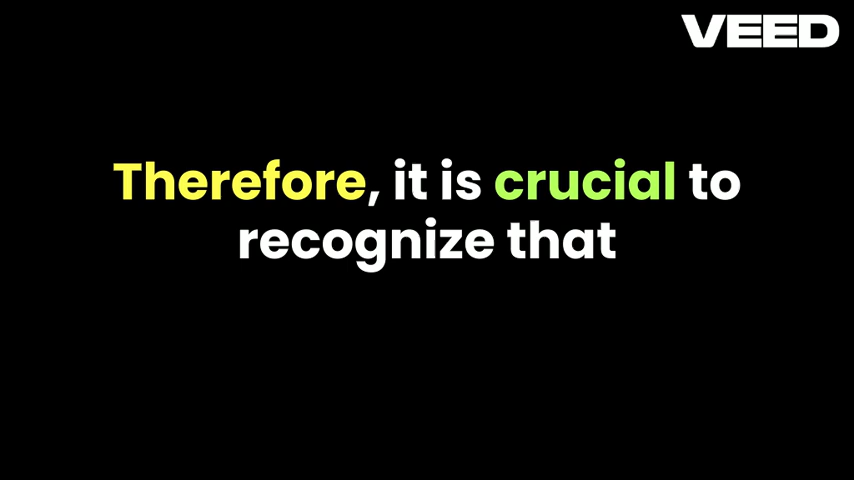 VEED
Therefore, it is crucial to
recognize that